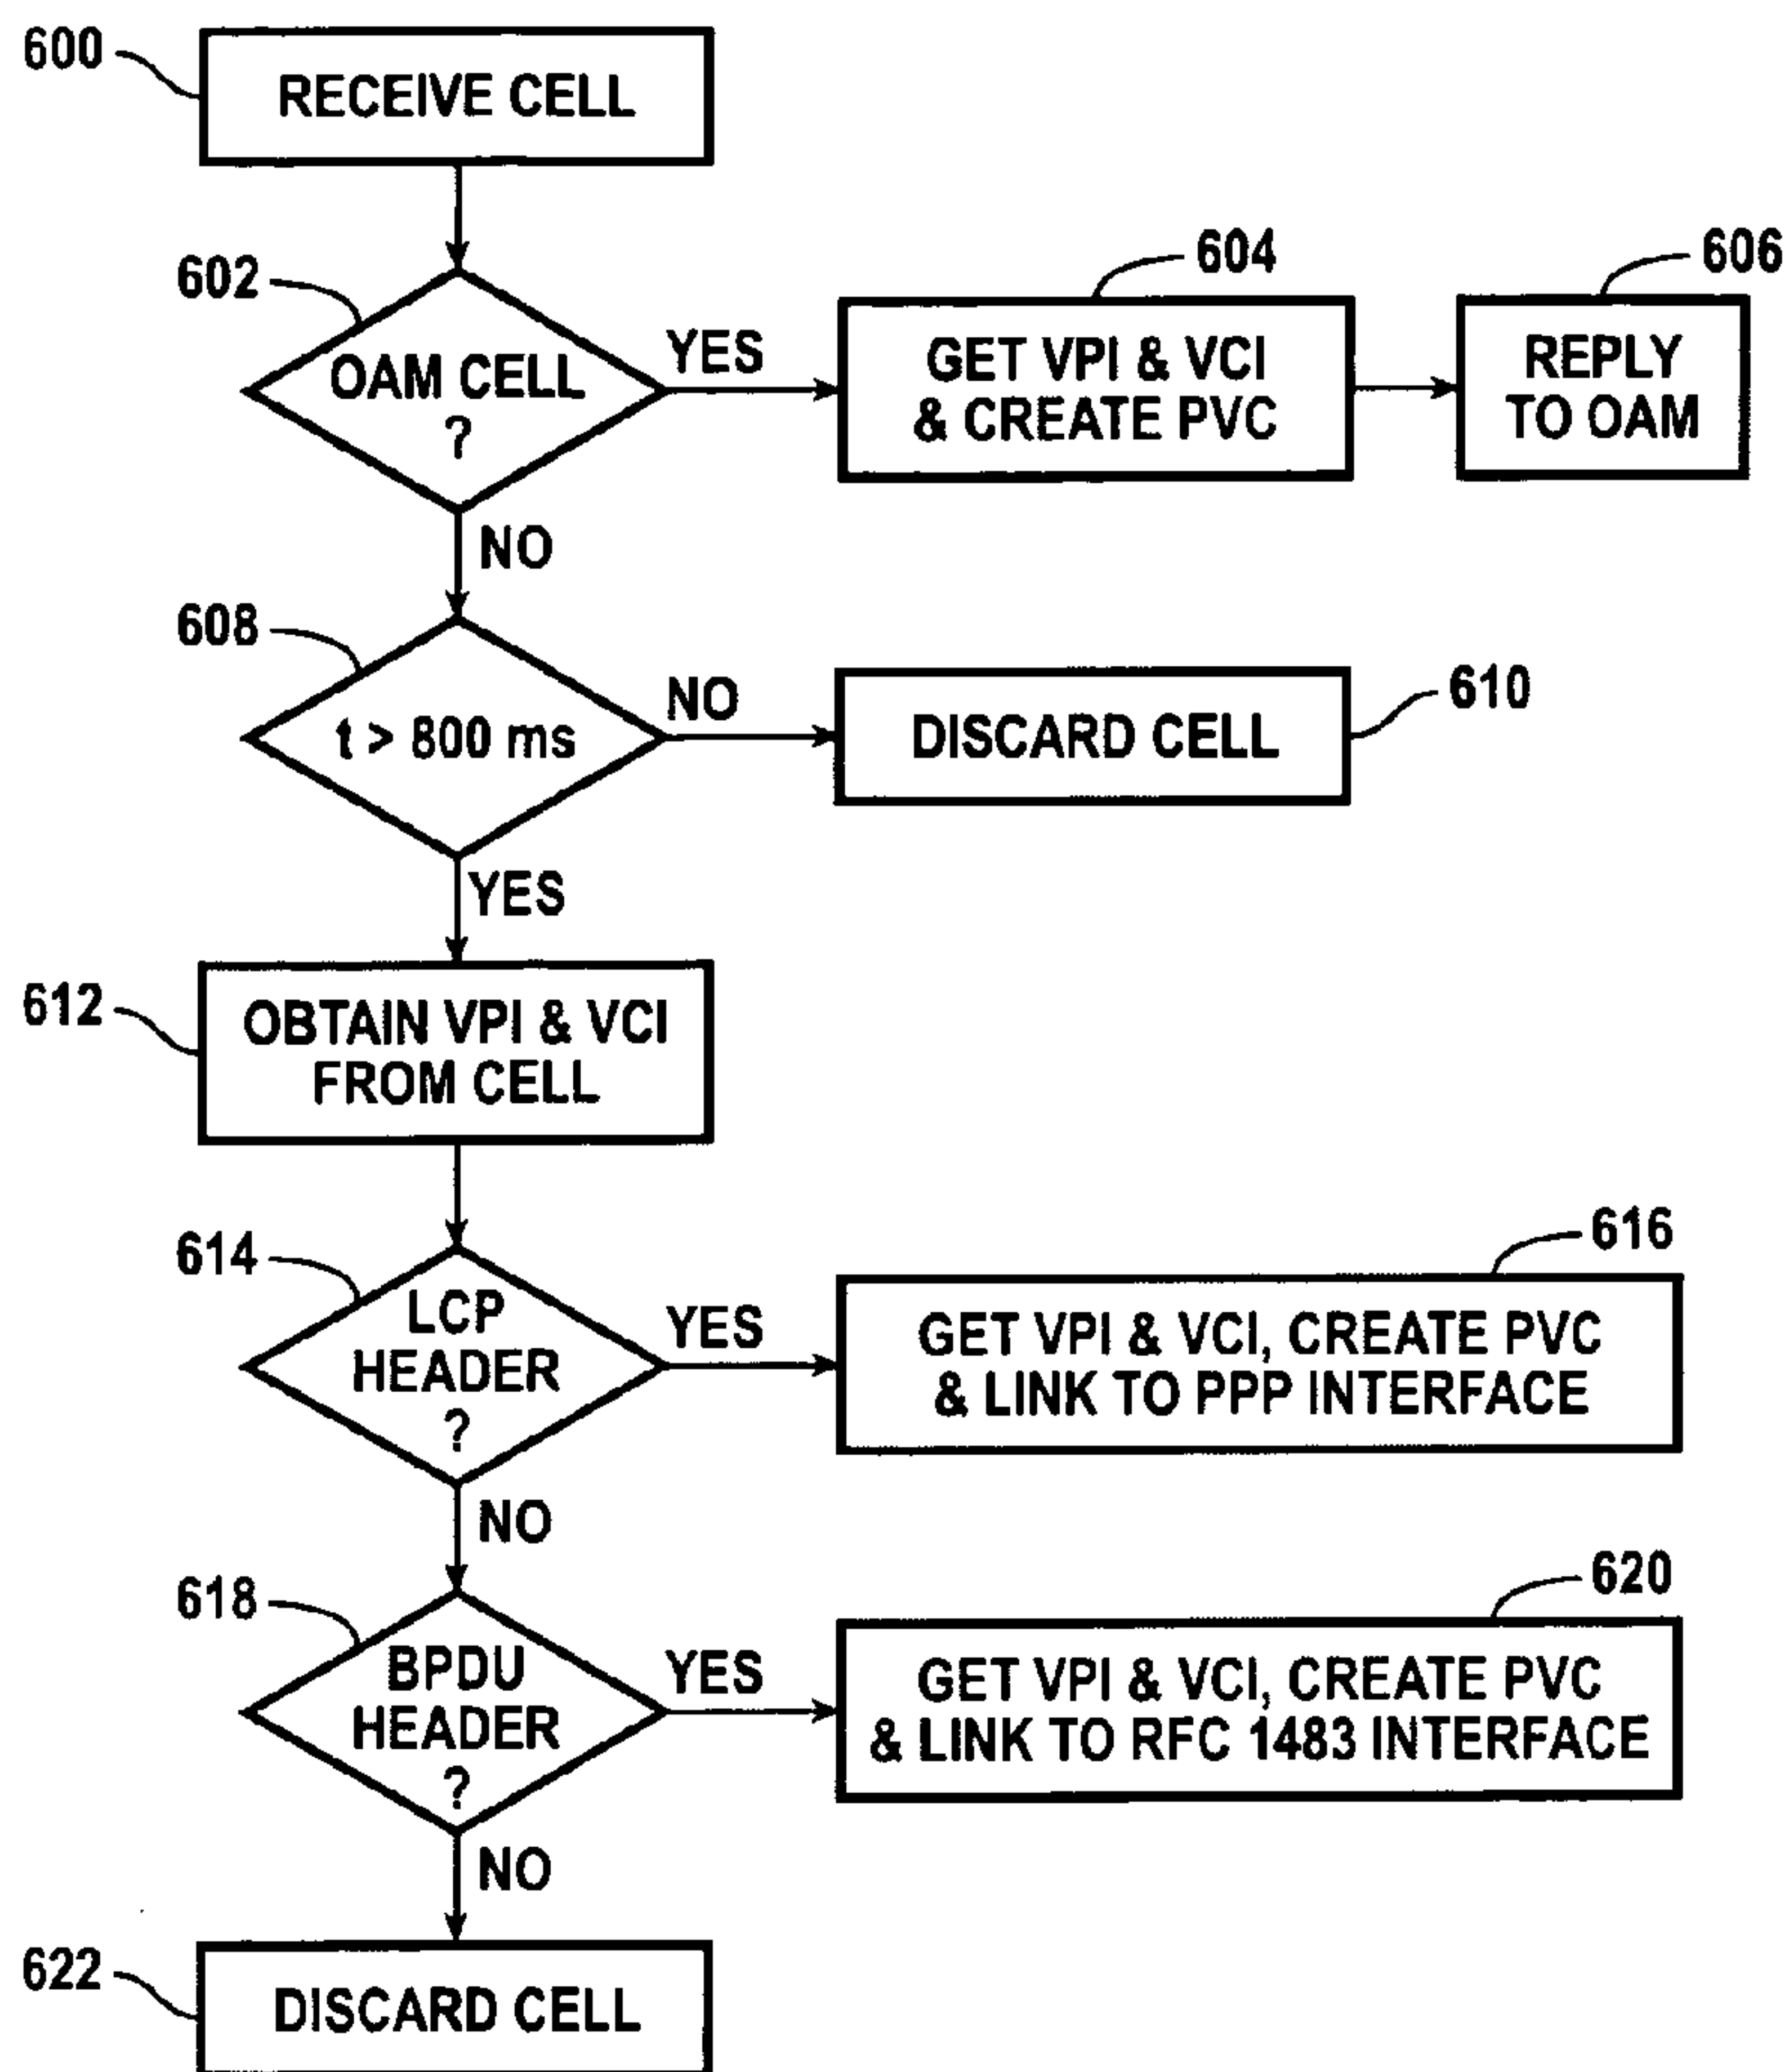 600
RECEIVE CELL
602
OAM CELL
?
YES
604
GET VPI & VCI
& CREATE PVC
606
REPLY
TO OAM
NO
608
t > 800 ms
NO
DISCARD CELL
610
YES
612
OBTAIN VPI & VCI
FROM CELL
614
LCP
HEADER
?
YES
616
GET VPI & VCI, CREATE PVC
& LINK TO PPP INTERFACE
NO
618
BPDU
HEADER
?
YES
620
GET VPI & VCI, CREATE PVC
& LINK TO RFC 1483 INTERFACE
NO
622
DISCARD CELL